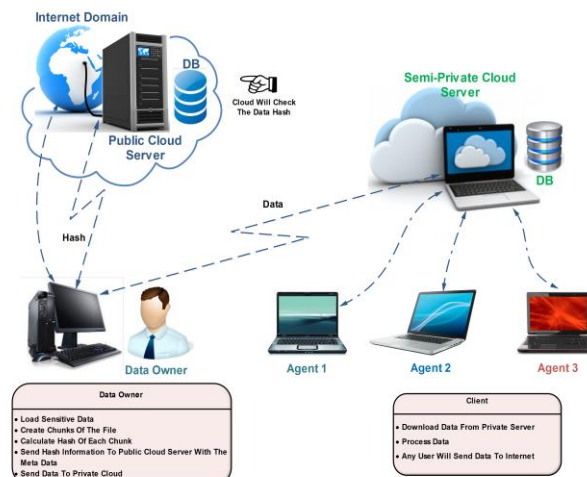 Internet Domain
DB
Public Cloud
Server
Cloud Will Check
The Data Hash
Semi-Private Cloud
Server
DB
Data
Hash
Data Owner
Agent 1
Agent 2
Agent 3
Data Owner
• Load Sensitive Data
• Create Chunks Of The File
• Calculate Hash Of Each Chunk
• Send Hash Information To Public Cloud Server With The
Meta Data
• Send Data To Private Cloud
Client
• Download Data From Private Server
• Process Data
• Any User Will Send Data To Internet